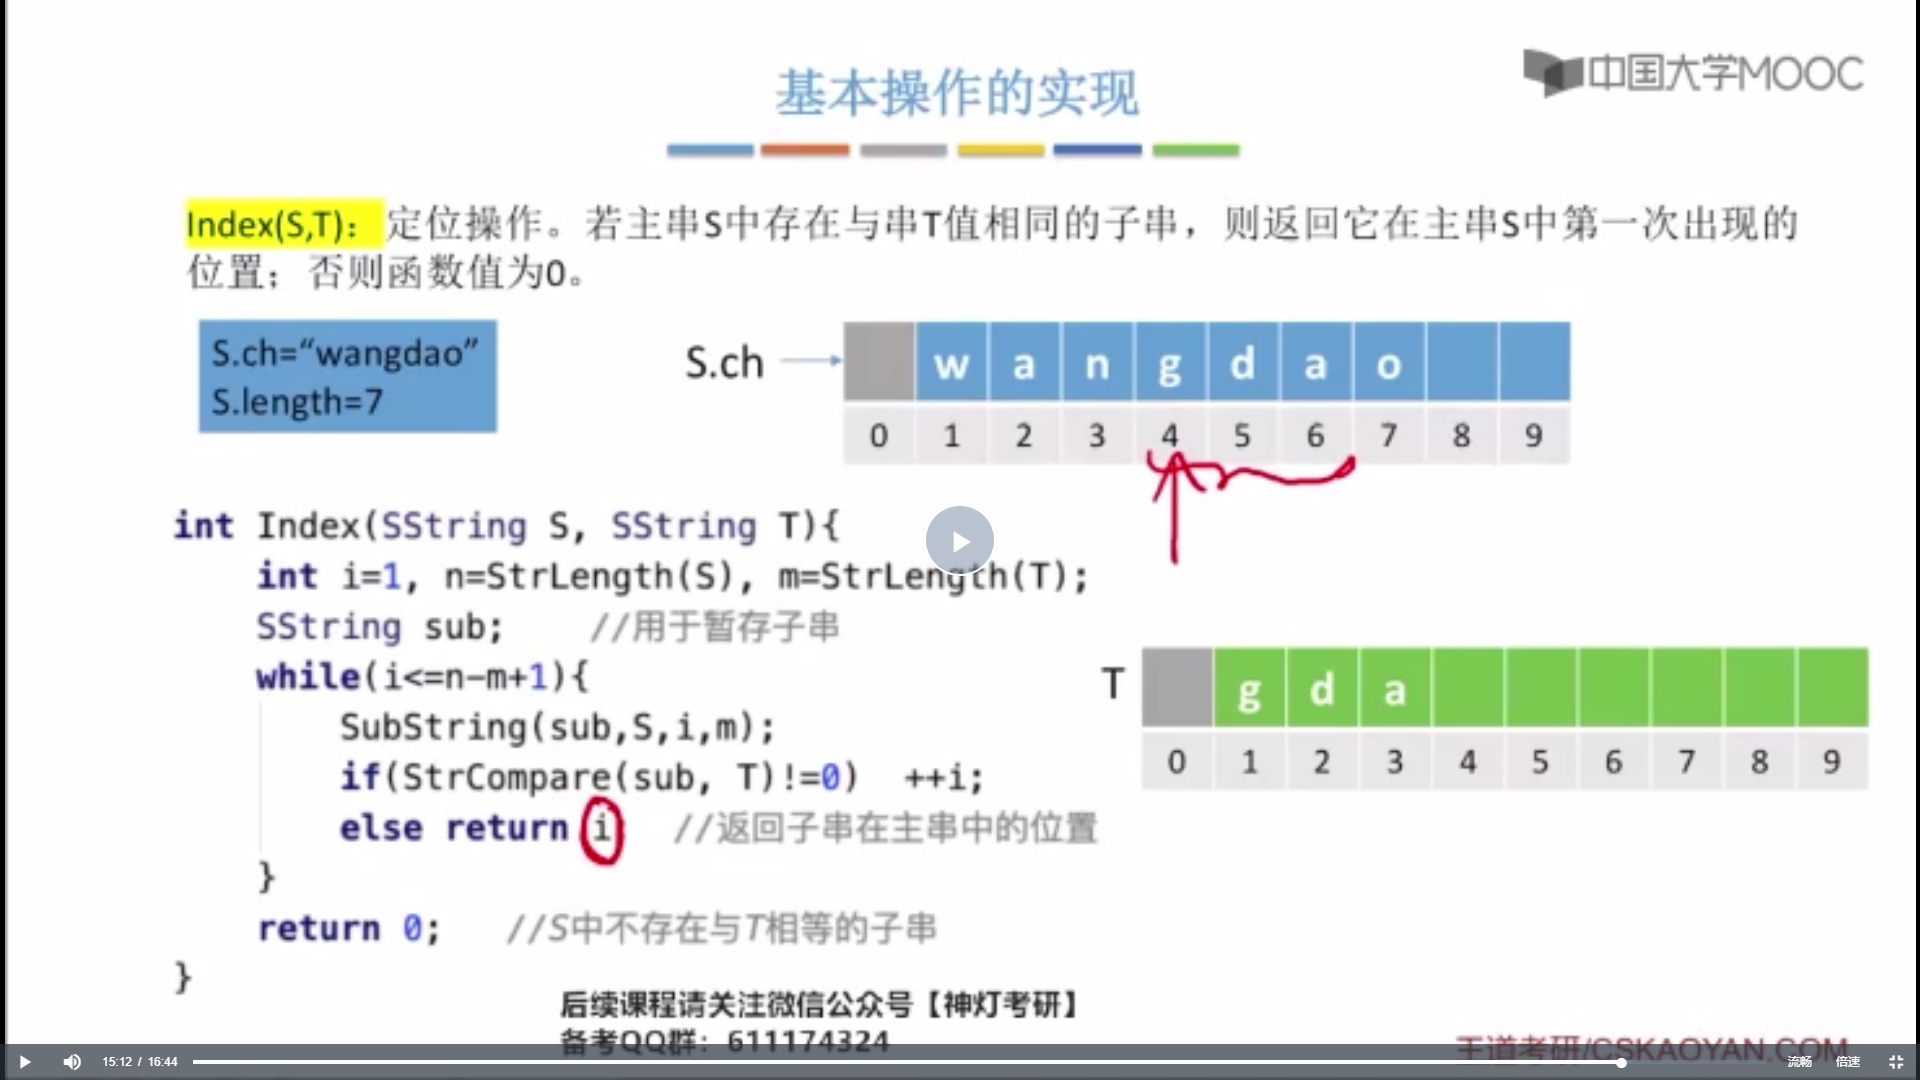 中国大学MOOC
基本操作的实现
Index(S,T)：定位操作。若主串S中存在与串T值相同的子串，则返回它在主串S中第一次出现的
位置；否则函数值为0。
S.ch=“wangdao”
S.length=7
S.ch
w a n g d a o
0 1 2 3 4 5 6 7 8 9
int Index(SString S, SString T){
int i=1, n=StrLength(S), m=StrLength(T);
SString sub; //用于暂存子串
while(i<=n-m+1){
SubString(sub,S,i,m);
if(StrCompare(sub, T)!=0) ++i;
else return i //返回子串在主串中的位置
}
return 0; //S中不存在与T相等的子串
}
T
g d a
0 1 2 3 4 5 6 7 8 9
后续课程请关注微信公众号【神灯考研】
备考QQ群：611174324
王道考研/CSKAOYAN.COM
15:12 / 16:44
流畅
倍速